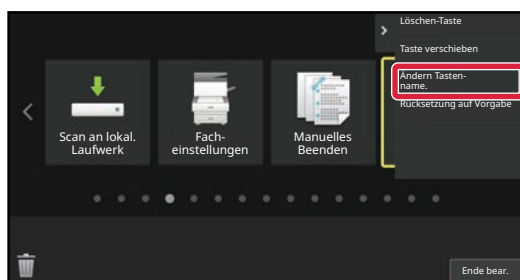 Löschen-Taste
Taste verschieben
Ändern Tasten-
name.
Rücksetzung auf Vorgabe
Scan an lokal.
Laufwerk
Fach-
einstellungen
Manuelles
Beenden
Ende bear.